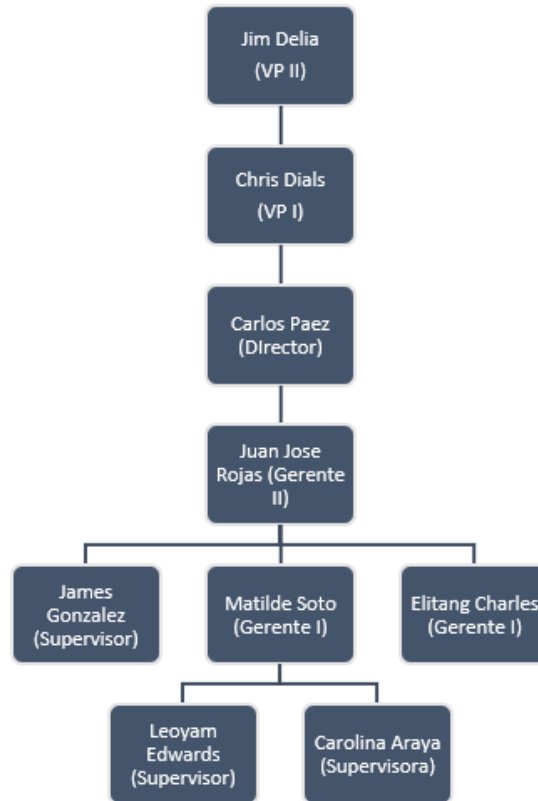 Jim Delia
(VP II)
Chris Dials
(VP I)
Carlos Paez
(DIrector)
Juan Jose
Rojas (Gerente
II)
James
Gonzalez
(Supervisor)
Matilde Soto
(Gerente I)
Elitang Charles
(Gerente I)
Leoyam
Edwards
(Supervisor)
Carolina Araya
(Supervisora)